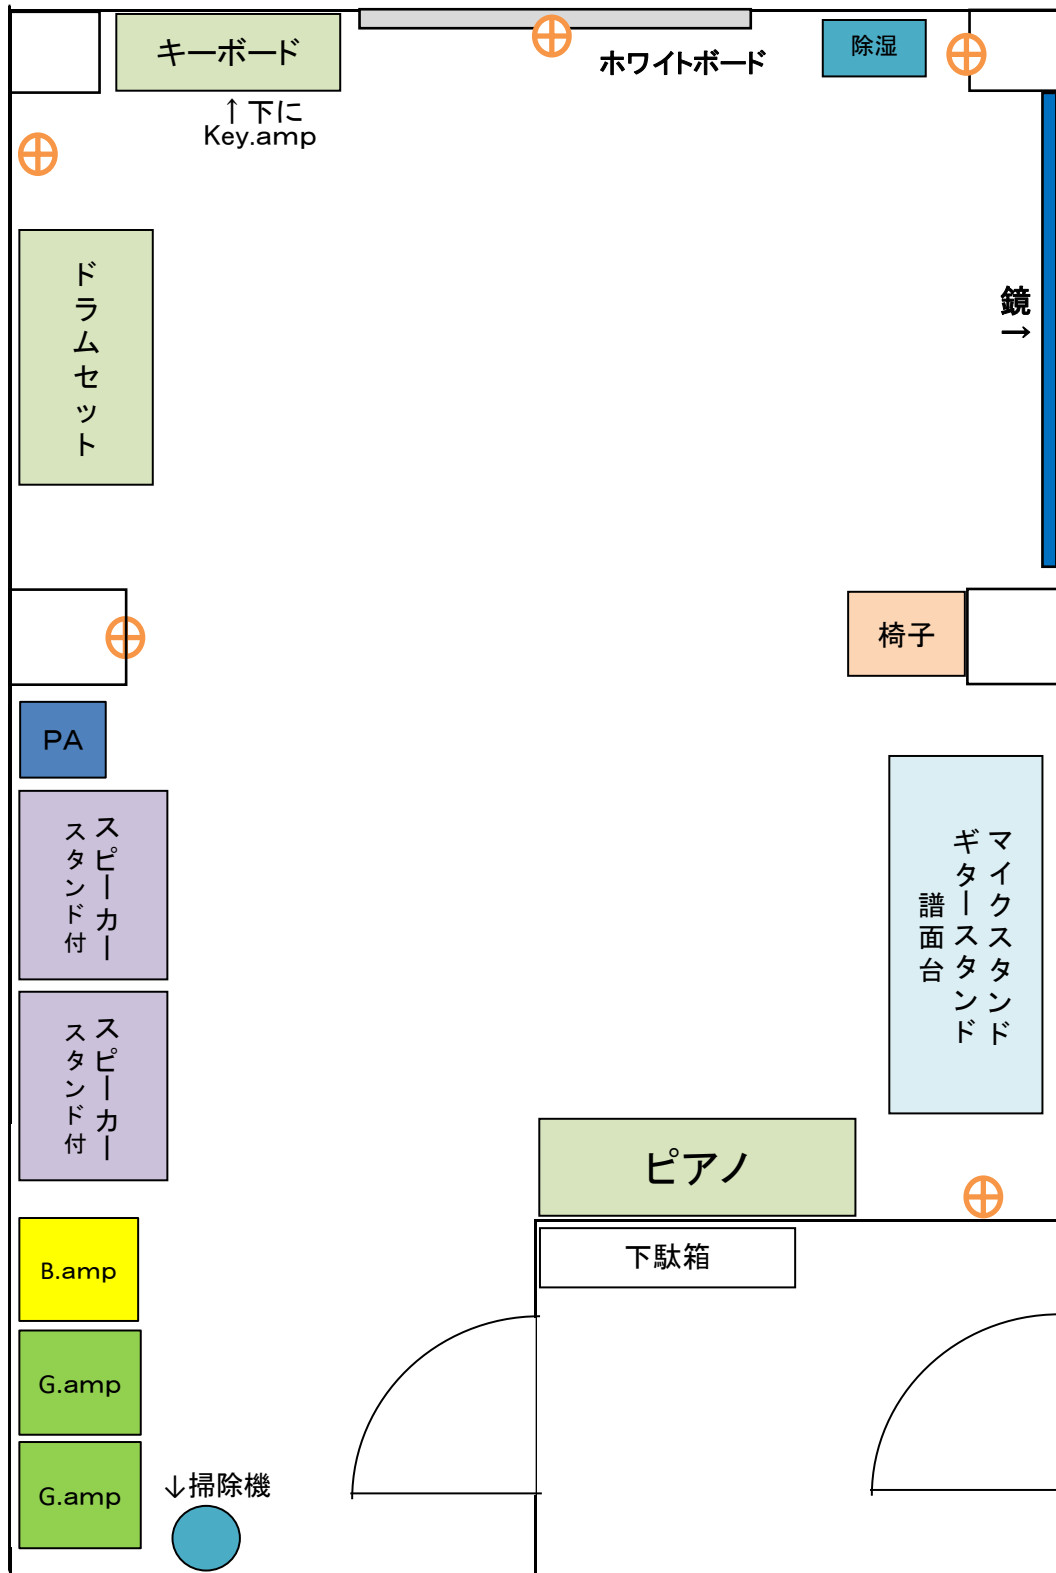 キーボード
ホワイトボード
除湿
↑下に
Key.amp
ドラムセット
鏡→
椅子
PA
スピーカー
スタンド付
マイクスタンド
ギタースタンド
譜面台
スピーカー
スタンド付
ピアノ
下駄箱
B.amp
G.amp
G.amp
↓掃除機